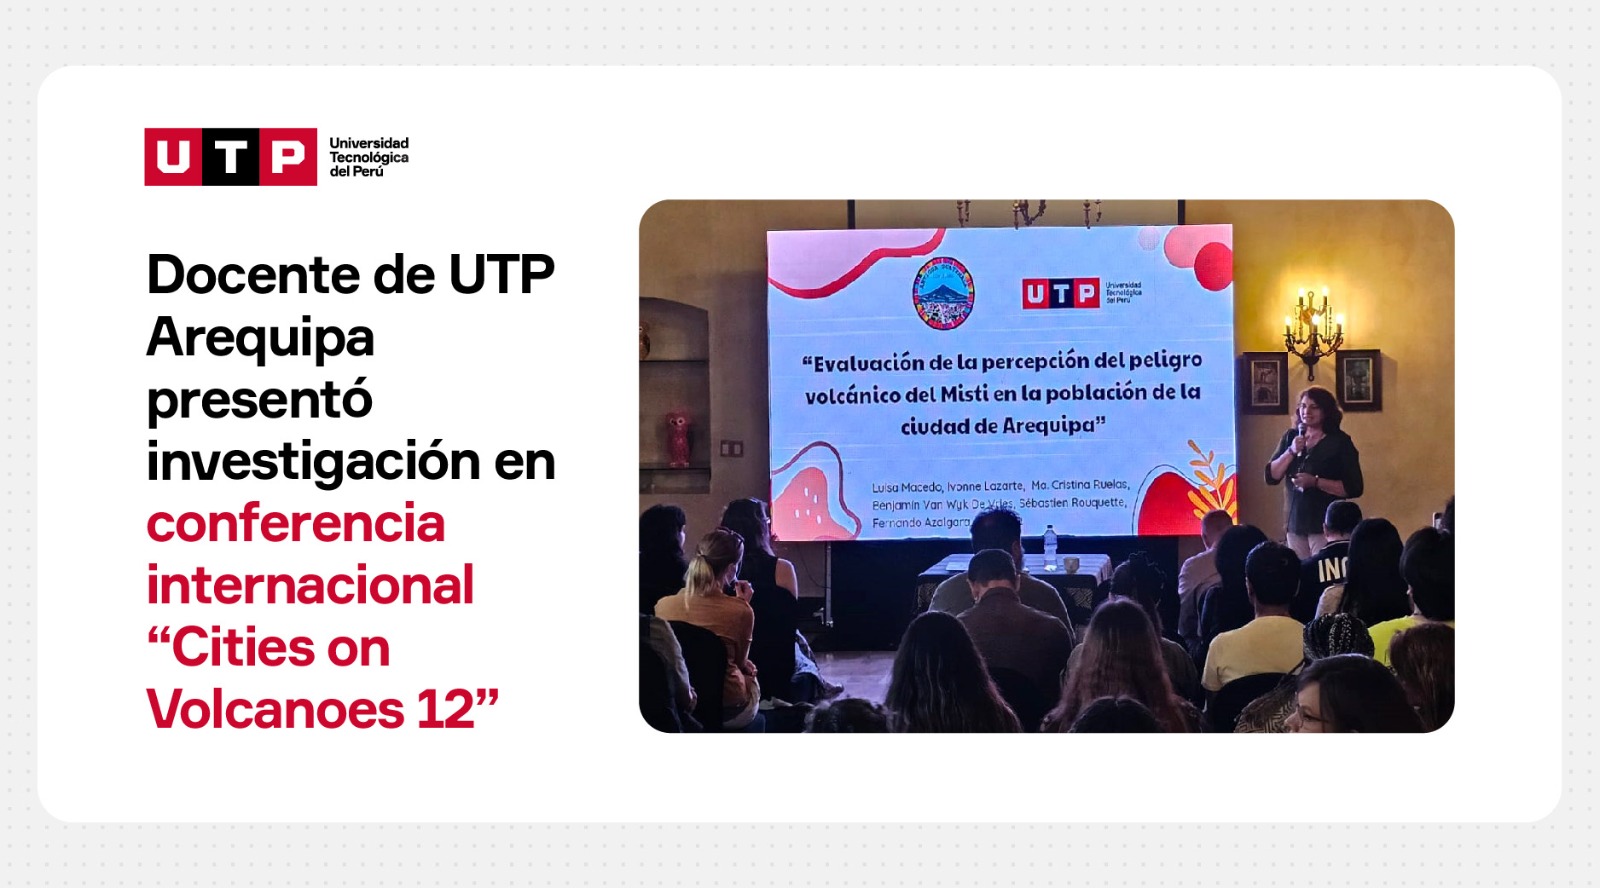 UTP
Universidad
Tecnológica
del Perú
Docente de UTP
Arequipa
presentó
investigación en
conferencia
internacional
“Cities on
Volcanoes 12”
UTP
Universidad
Tecnológica
del Perú
“Evaluación de la percepción del peligro
volcánico del Misti en la población de la
ciudad de Arequipa”
Luisa Macedo, Ivonne Lazarte, Ma. Cristina Ruelas,
Benjamin Van Wyk De Vries, Sébastien Rouquette,
Fernando Azalgara,